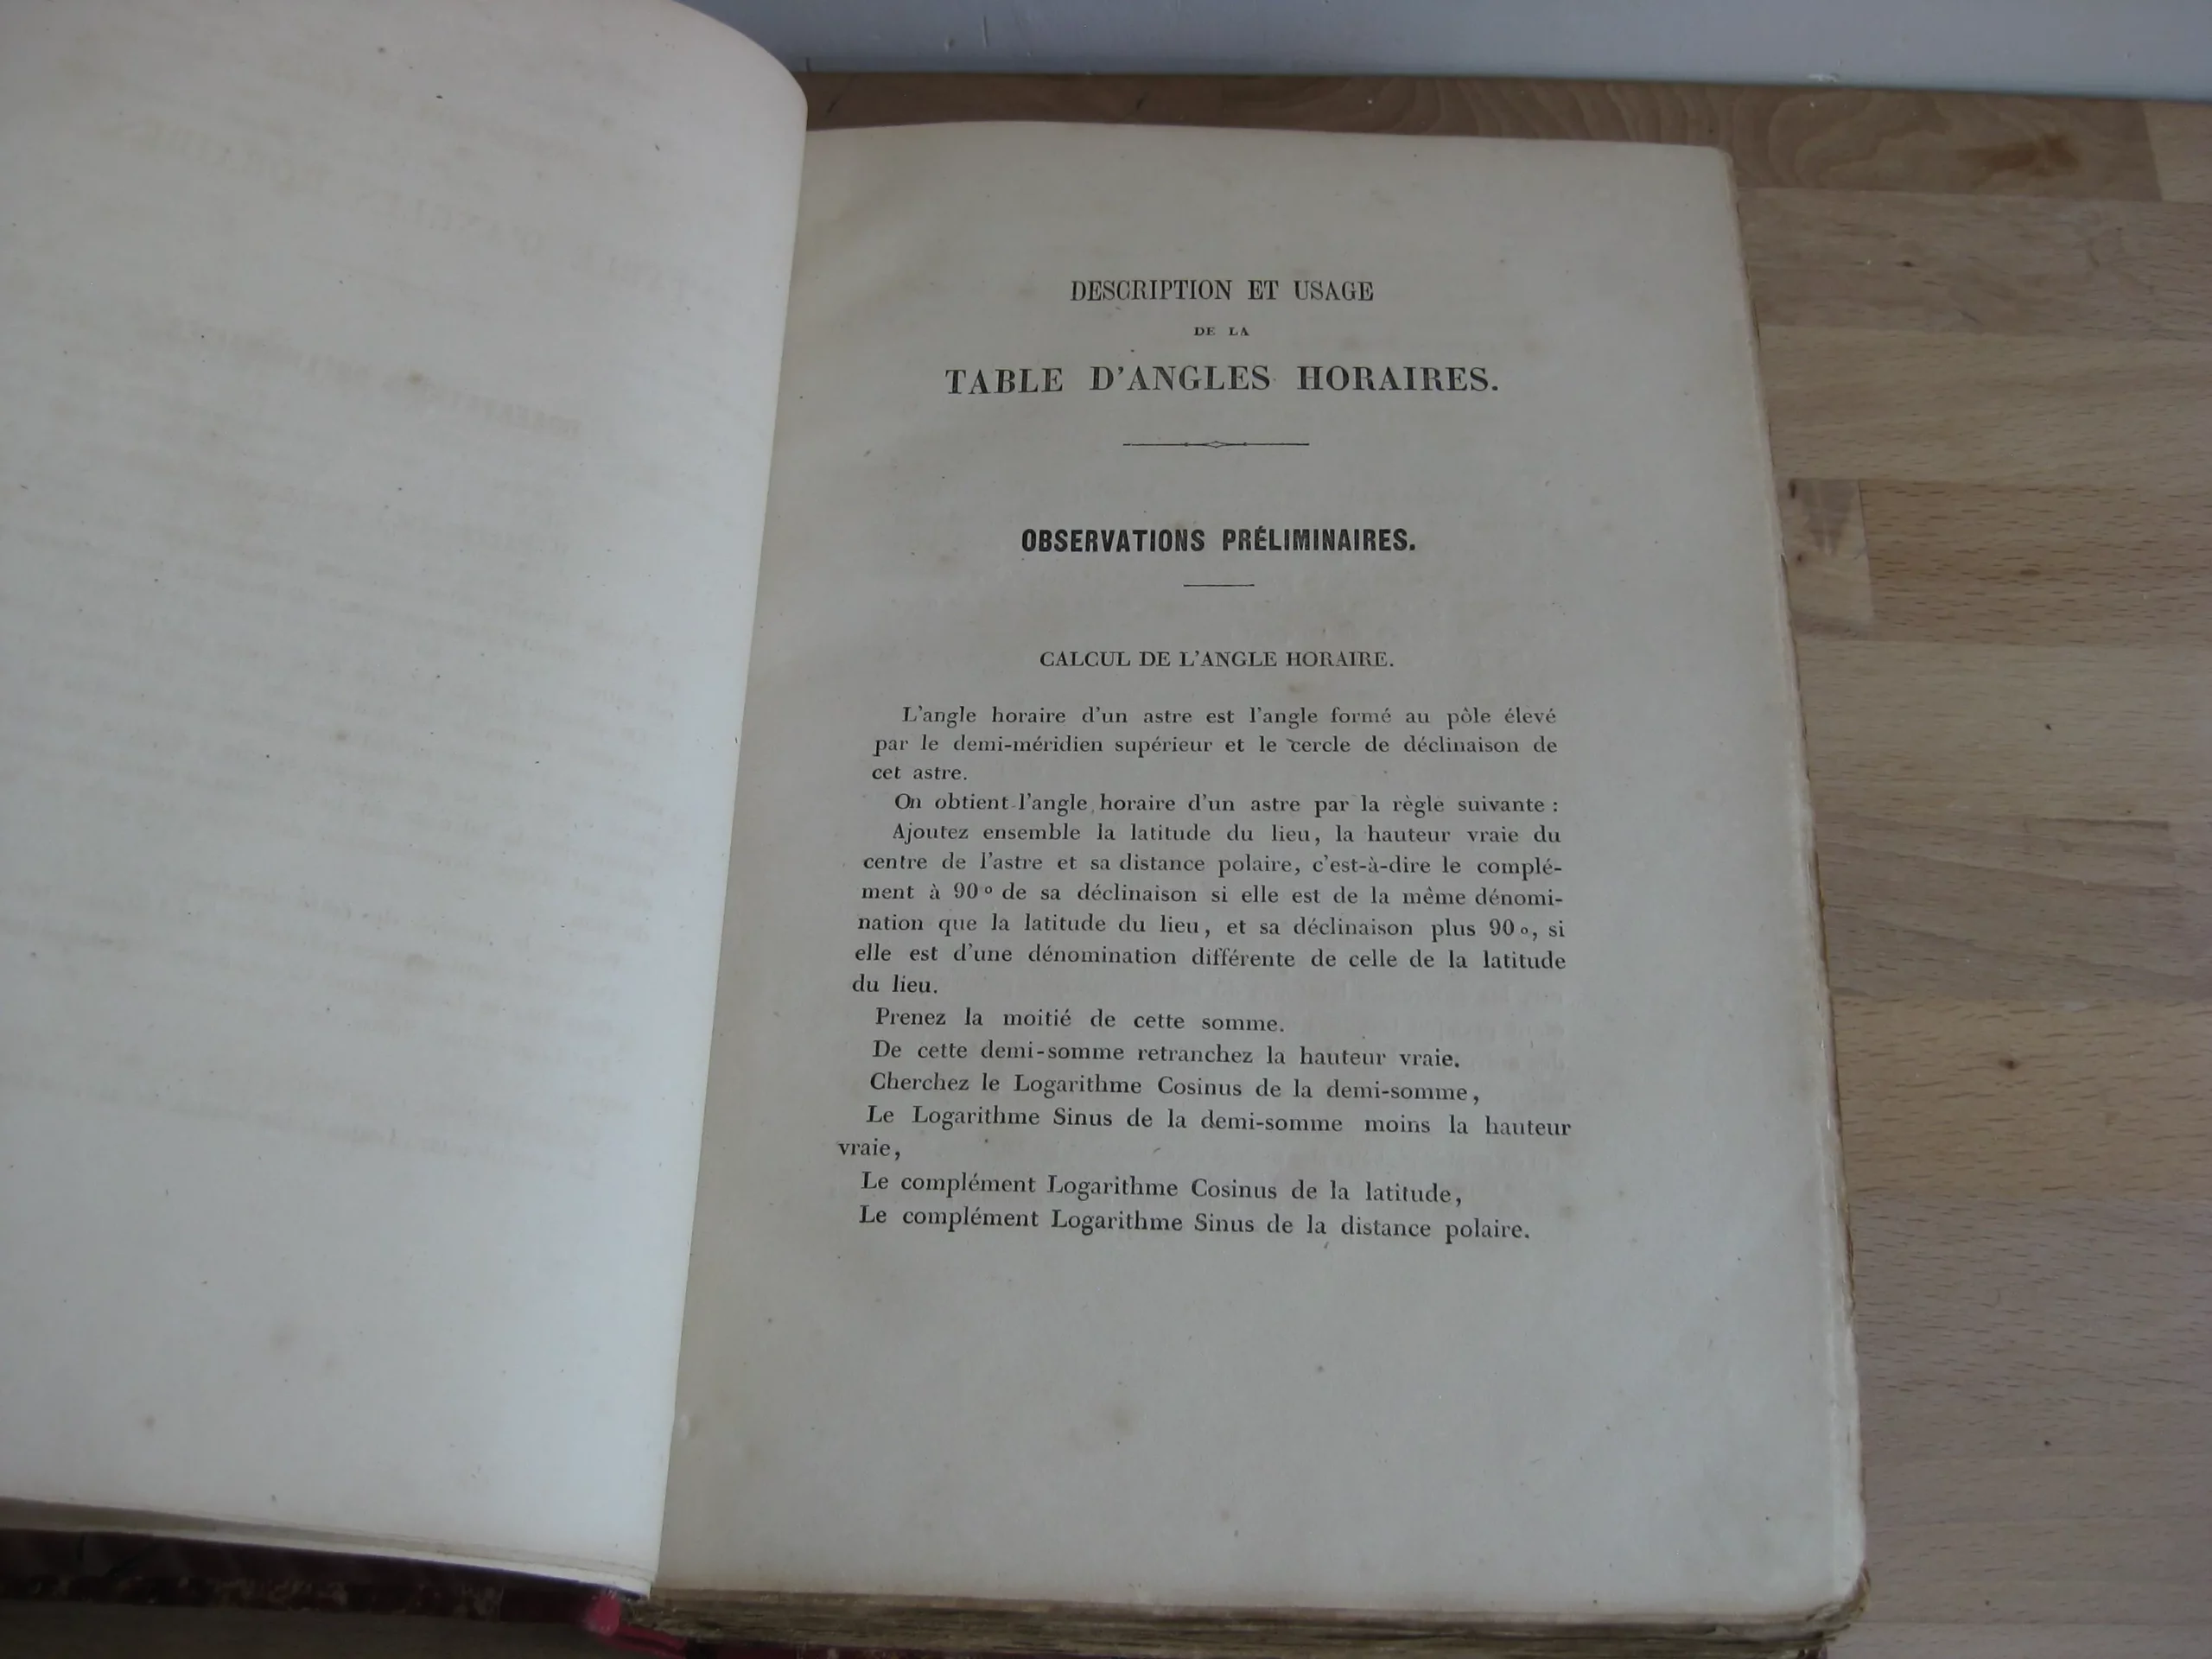 DESCRIPTION ET USAGE
DE LA
TABLE D'ANGLES HORAIRES.
OBSERVATIONS PRÉLIMINAIRES.
CALCUL DE L'ANGLE HORAIRE.
L'angle horaire d'un astre est l'angle formé au pôle élevé
par le demi-méridien supérieur et le cercle de déclinaison de
cet astre.
On obtient l'angle horaire d'un astre par la règle suivante :
Ajoutez ensemble la latitude du lieu, la hauteur vraie du
centre de l'astre et sa distance polaire, c'est-à-dire le complé-
ment à 90° de sa déclinaison si elle est de la même dénomi-
nation que la latitude du lieu, et sa déclinaison plus 90°, si
elle est d'une dénomination différente de celle de la latitude
du lieu.
Prenez la moitié de cette somme.
De cette demi-somme retranchez la hauteur vraie.
Cherchez le Logarithme Cosinus de la demi-somme,
Le Logarithme Sinus de la demi-somme moins la hauteur
vraie,
Le complément Logarithme Cosinus de la latitude,
Le complément Logarithme Sinus de la distance polaire.